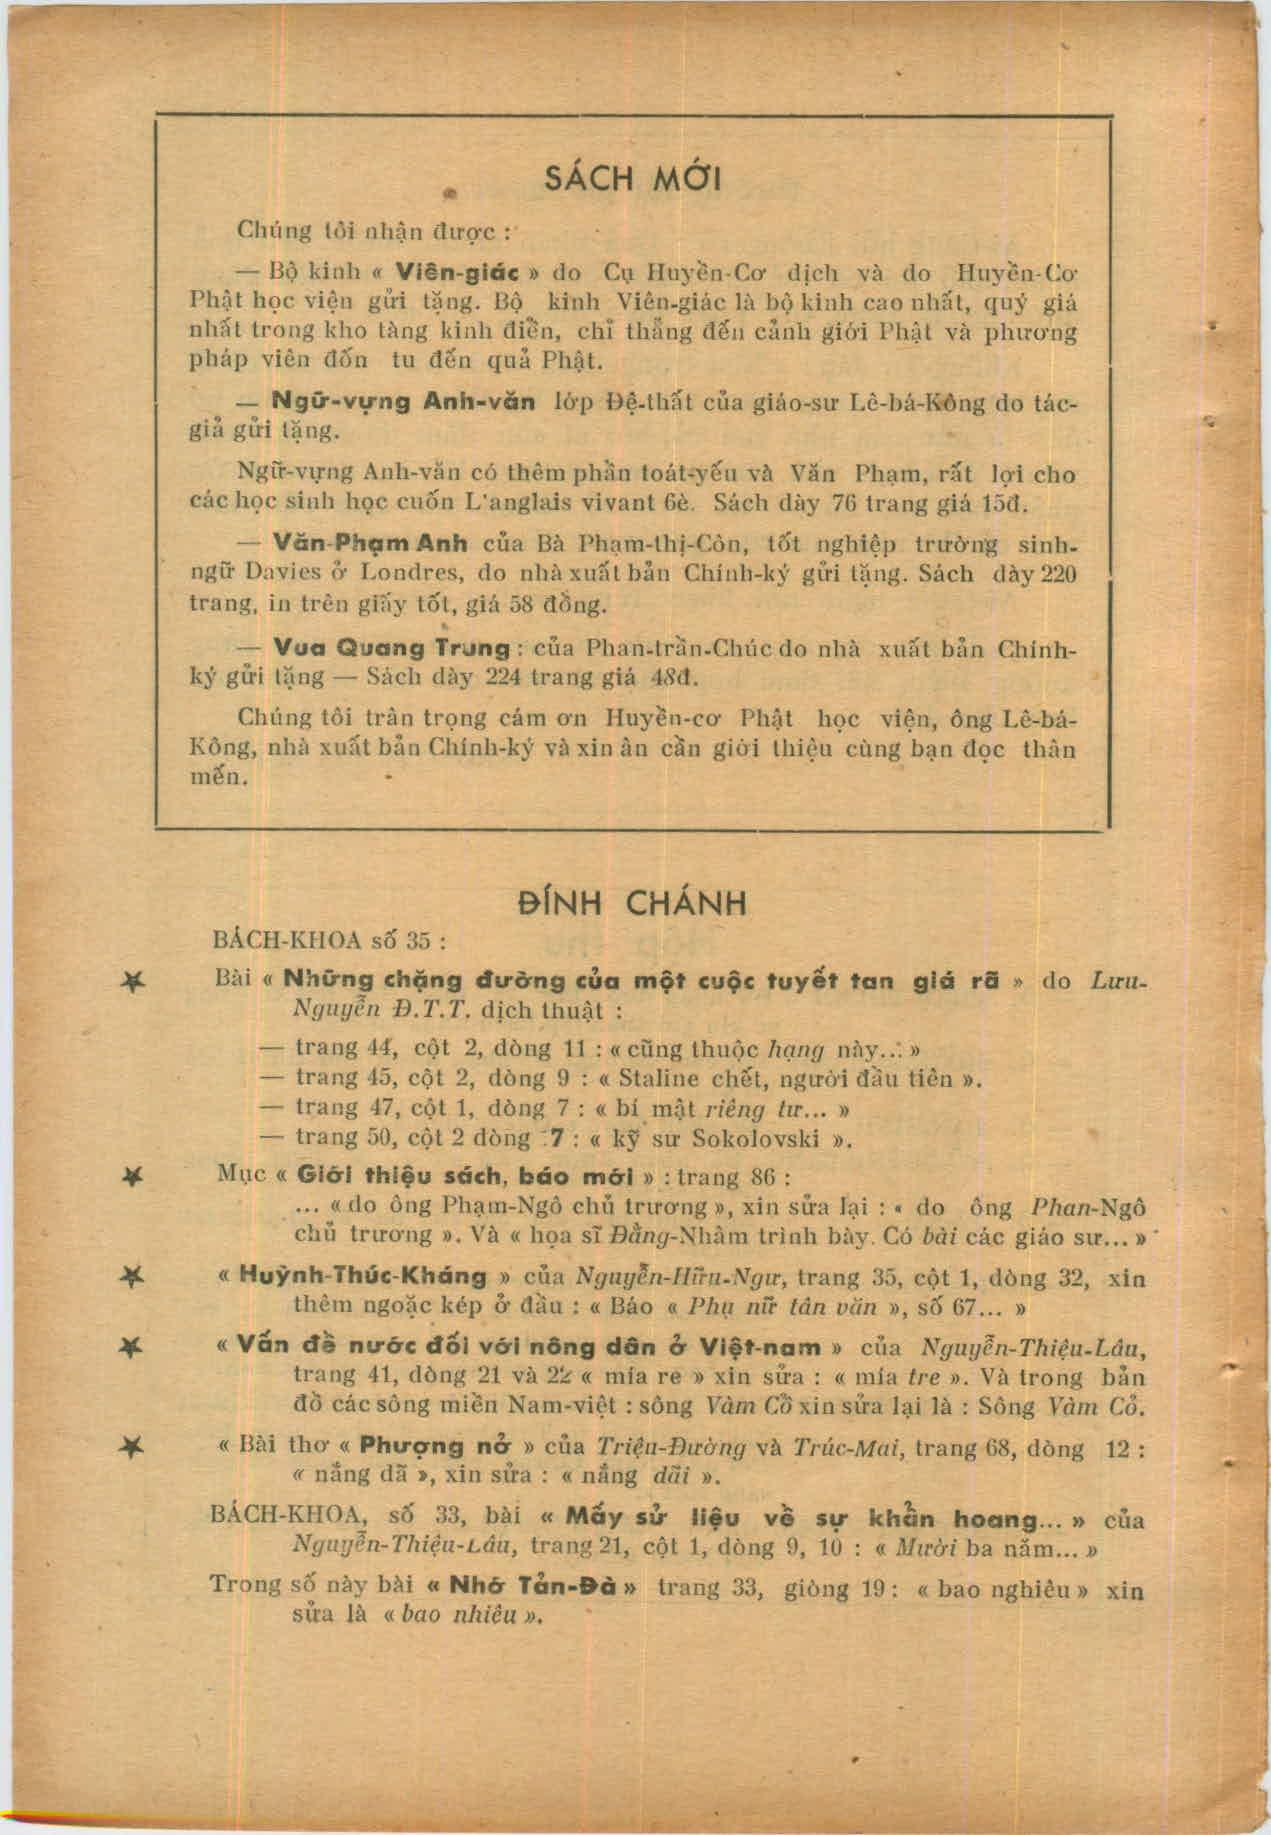 SÁCH MỚI
Chúng tôi nhận được :
— Bộ kinh « Viên-giác » do Cụ Huyền-Cơ dịch và do Huyền-Cơ
Phật học viện gửi tặng. Bộ kinh Viên-giác là bộ kinh cao nhất, quý giá
nhất trong kho tàng kinh điển, chỉ thẳng đến cảnh giới Phật và phương
pháp viên đốn tu đến quả Phật.
— Ngữ-vựng Anh-văn lớp Đệ-thất của giáo-sư Lê-bá-Kông do tác-
giả gửi tặng.
Ngữ-vựng Anh-văn có thêm phần toát-yếu và Văn Phạm, rất lợi cho
các học sinh học cuốn L'anglais vivant 6è. Sách dày 76 trang giá 15đ.
— Văn-Phạm Anh của Bà Phạm-thị-Còn, tốt nghiệp trường sinh-
ngữ Davies ở Londres, do nhà xuất bản Chính-ký gửi tặng. Sách dày 220
trang, in trên giấy tốt, giá 58 đồng.
— Vua Quang Trung : của Phan-trần-Chúc do nhà xuất bản Chính-
ký gửi tặng — Sách dày 224 trang giá 48đ.
Chúng tôi trân trọng cám ơn Huyền-cơ Phật học viện, ông Lê-bá-
Kông, nhà xuất bản Chính-ký và xin ân cần giới thiệu cùng bạn đọc thân
mến.
ĐÍNH CHÁNH
BÁCH-KHOA số 35 :
★ Bài « Những chặng đường của một cuộc tuyết tan giá rã » do Lưu-
Nguyễn Đ.T.T. dịch thuật :
— trang 44, cột 2, dòng 11 : « cũng thuộc hạng này... »
— trang 45, cột 2, dòng 9 : « Staline chết, người đầu tiên ».
— trang 47, cột 1, dòng 7 : « bí mật riêng tư... »
— trang 50, cột 2 dòng 7 : « kỹ sư Sokolovski ».
★ Mục « Giới thiệu sách, báo mới » : trang 86 :
... « do ông Phạm-Ngô chủ trương », xin sửa lại : « do ông Phan-Ngô
chủ trương ». Và « họa sĩ Đằng-Nhâm trình bày. Có bài các giáo sư... »
★ « Huỳnh-Thúc-Kháng » của Nguyễn-Hữu-Ngư, trang 35, cột 1, dòng 32, xin
thêm ngoặc kép ở đầu : « Báo « Phụ nữ tân văn », số 67... »
★ « Vấn đề nước đối với nông dân ở Việt-nam » của Nguyễn-Thiệu-Lâu,
trang 41, dòng 21 và 22 « mía re » xin sửa : « mía tre ». Và trong bản
đồ các sông miền Nam-việt : sông Vàm Cồ xin sửa lại là : Sông Vàm Cỏ.
★ « Bài thơ « Phượng nở » của Triệu-Đường và Trúc-Mai, trang 68, dòng 12 :
« nắng dã », xin sửa : « nắng dãi ».
BÁCH-KHOA, số 33, bài « Mấy sử liệu về sự khẩn hoang... » của
Nguyễn-Thiệu-Lâu, trang 21, cột 1, dòng 9, 10 : « Mười ba năm... »
Trong số này bài « Nhớ Tản-Đà » trang 33, giòng 19 : « bao nghiêu » xin
sửa là « bao nhiêu ».